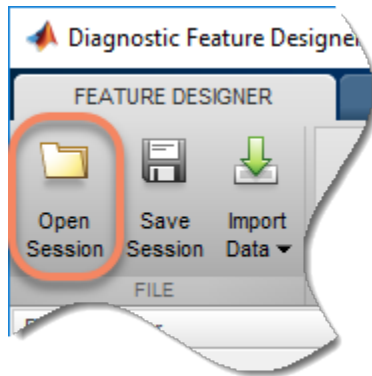 Diagnostic Feature Designer
FEATURE DESIGNER
Open Save Import
Session Session Data
FILE